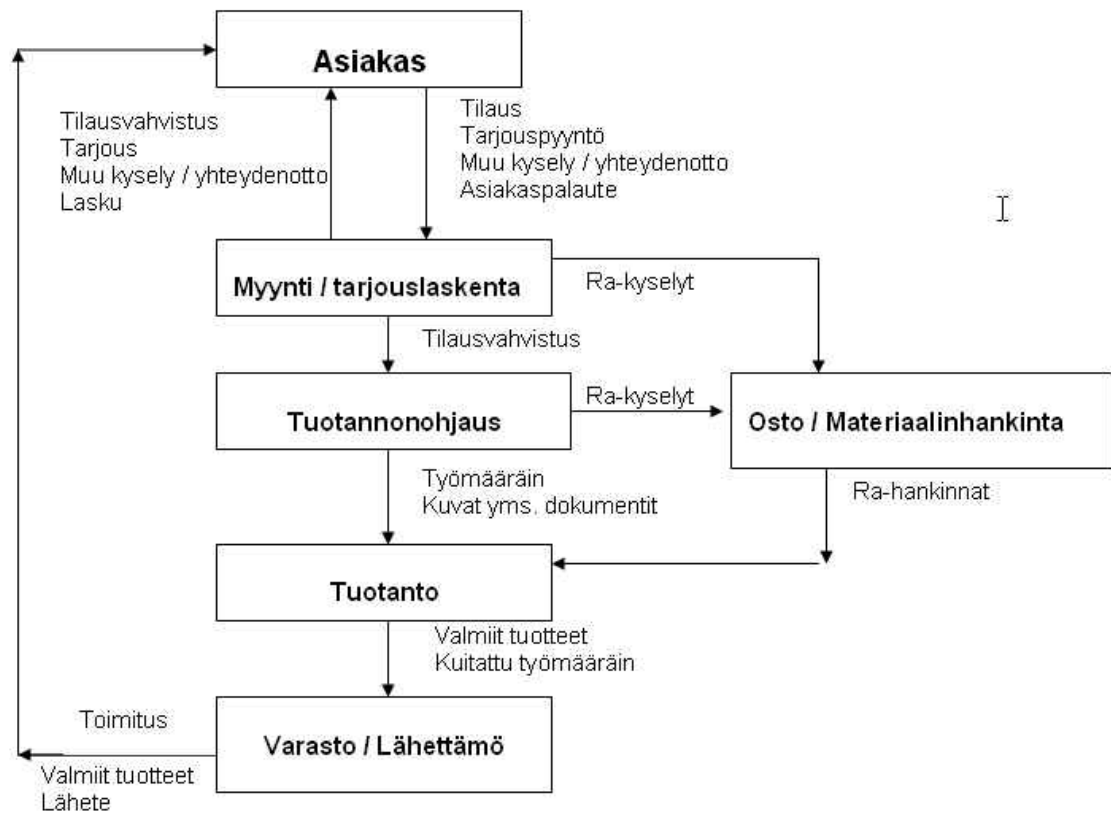 Asiakas
Tilausvahvistus
Tarjous
Muu kysely / yhteydenotto
Lasku
Tilaus
Tarjouspyyntö
Muu kysely / yhteydenotto
Asiakaspalaute
Myynti / tarjouslaskenta
Ra-kyselyt
Tilausvahvistus
Tuotannonohjaus
Ra-kyselyt
Osto / Materiaalinhankinta
Työmääräin
Kuvat yms. dokumentit
Ra-hankinnat
Tuotanto
Valmiit tuotteet
Kuitattu työmääräin
Toimitus
Varasto / Lähettämö
Valmiit tuotteet
Lähete